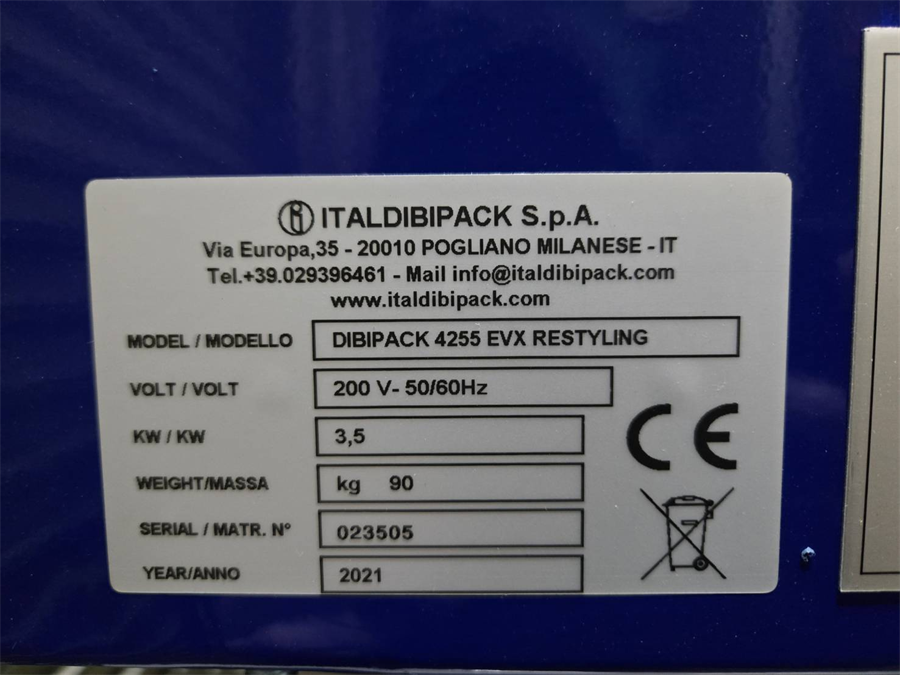 ITALDIBIPACK S.p.A.
Via Europa,35 - 20010 POGLIANO MILANESE - IT
Tel.+39.029396461 - Mail info@italdibipack.com
www.italdibipack.com
MODEL / MODELLO DIBIPACK 4255 EVX RESTYLING
VOLT / VOLT 200 V- 50/60Hz
KW / KW 3,5
WEIGHT/MASSA kg 90
SERIAL / MATR. Nº 023505
YEAR/ANNO 2021
CE